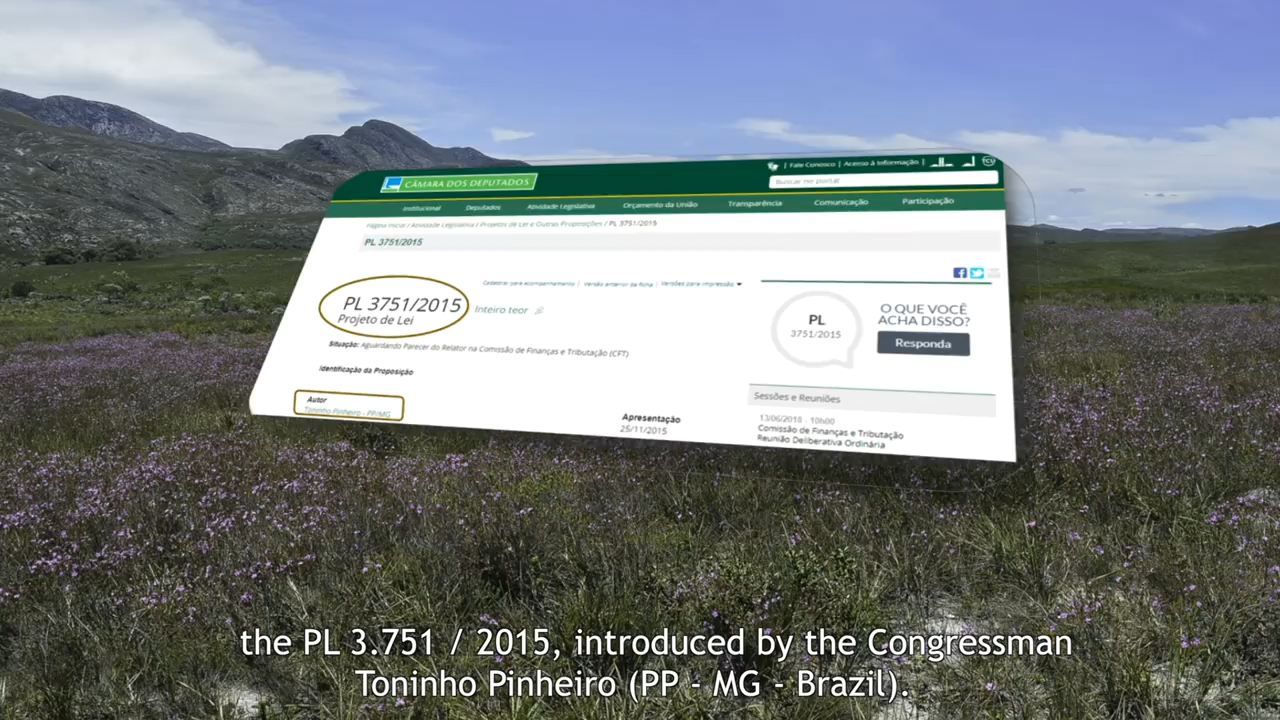 CÂMARA DOS DEPUTADOS
Fale Conosco | Acesso à Informação |
Buscar no portal
Institucional Deputados Atividade Legislativa Orçamento da União Transparência Comunicação Participação
Página Inicial / Atividade Legislativa / Projetos de Lei e Outras Proposições / PL 3751/2015
PL 3751/2015
Cadastrar para Acompanhamento | Versão anterior da ficha | Versões para impressão
PL 3751/2015 Inteiro teor
Projeto de Lei
Situação: Aguardando Parecer do Relator na Comissão de Finanças e Tributação (CFT)
Identificação da Proposição
Autor
Toninho Pinheiro - PP/MG
Apresentação
25/11/2015
PL
3751/2015
O QUE VOCÊ
ACHA DISSO?
Responda
Sessões e Reuniões
13/06/2018 - 10h00
Comissão de Finanças e Tributação
Reunião Deliberativa Ordinária
the PL 3.751 / 2015, introduced by the Congressman
Toninho Pinheiro (PP - MG - Brazil).